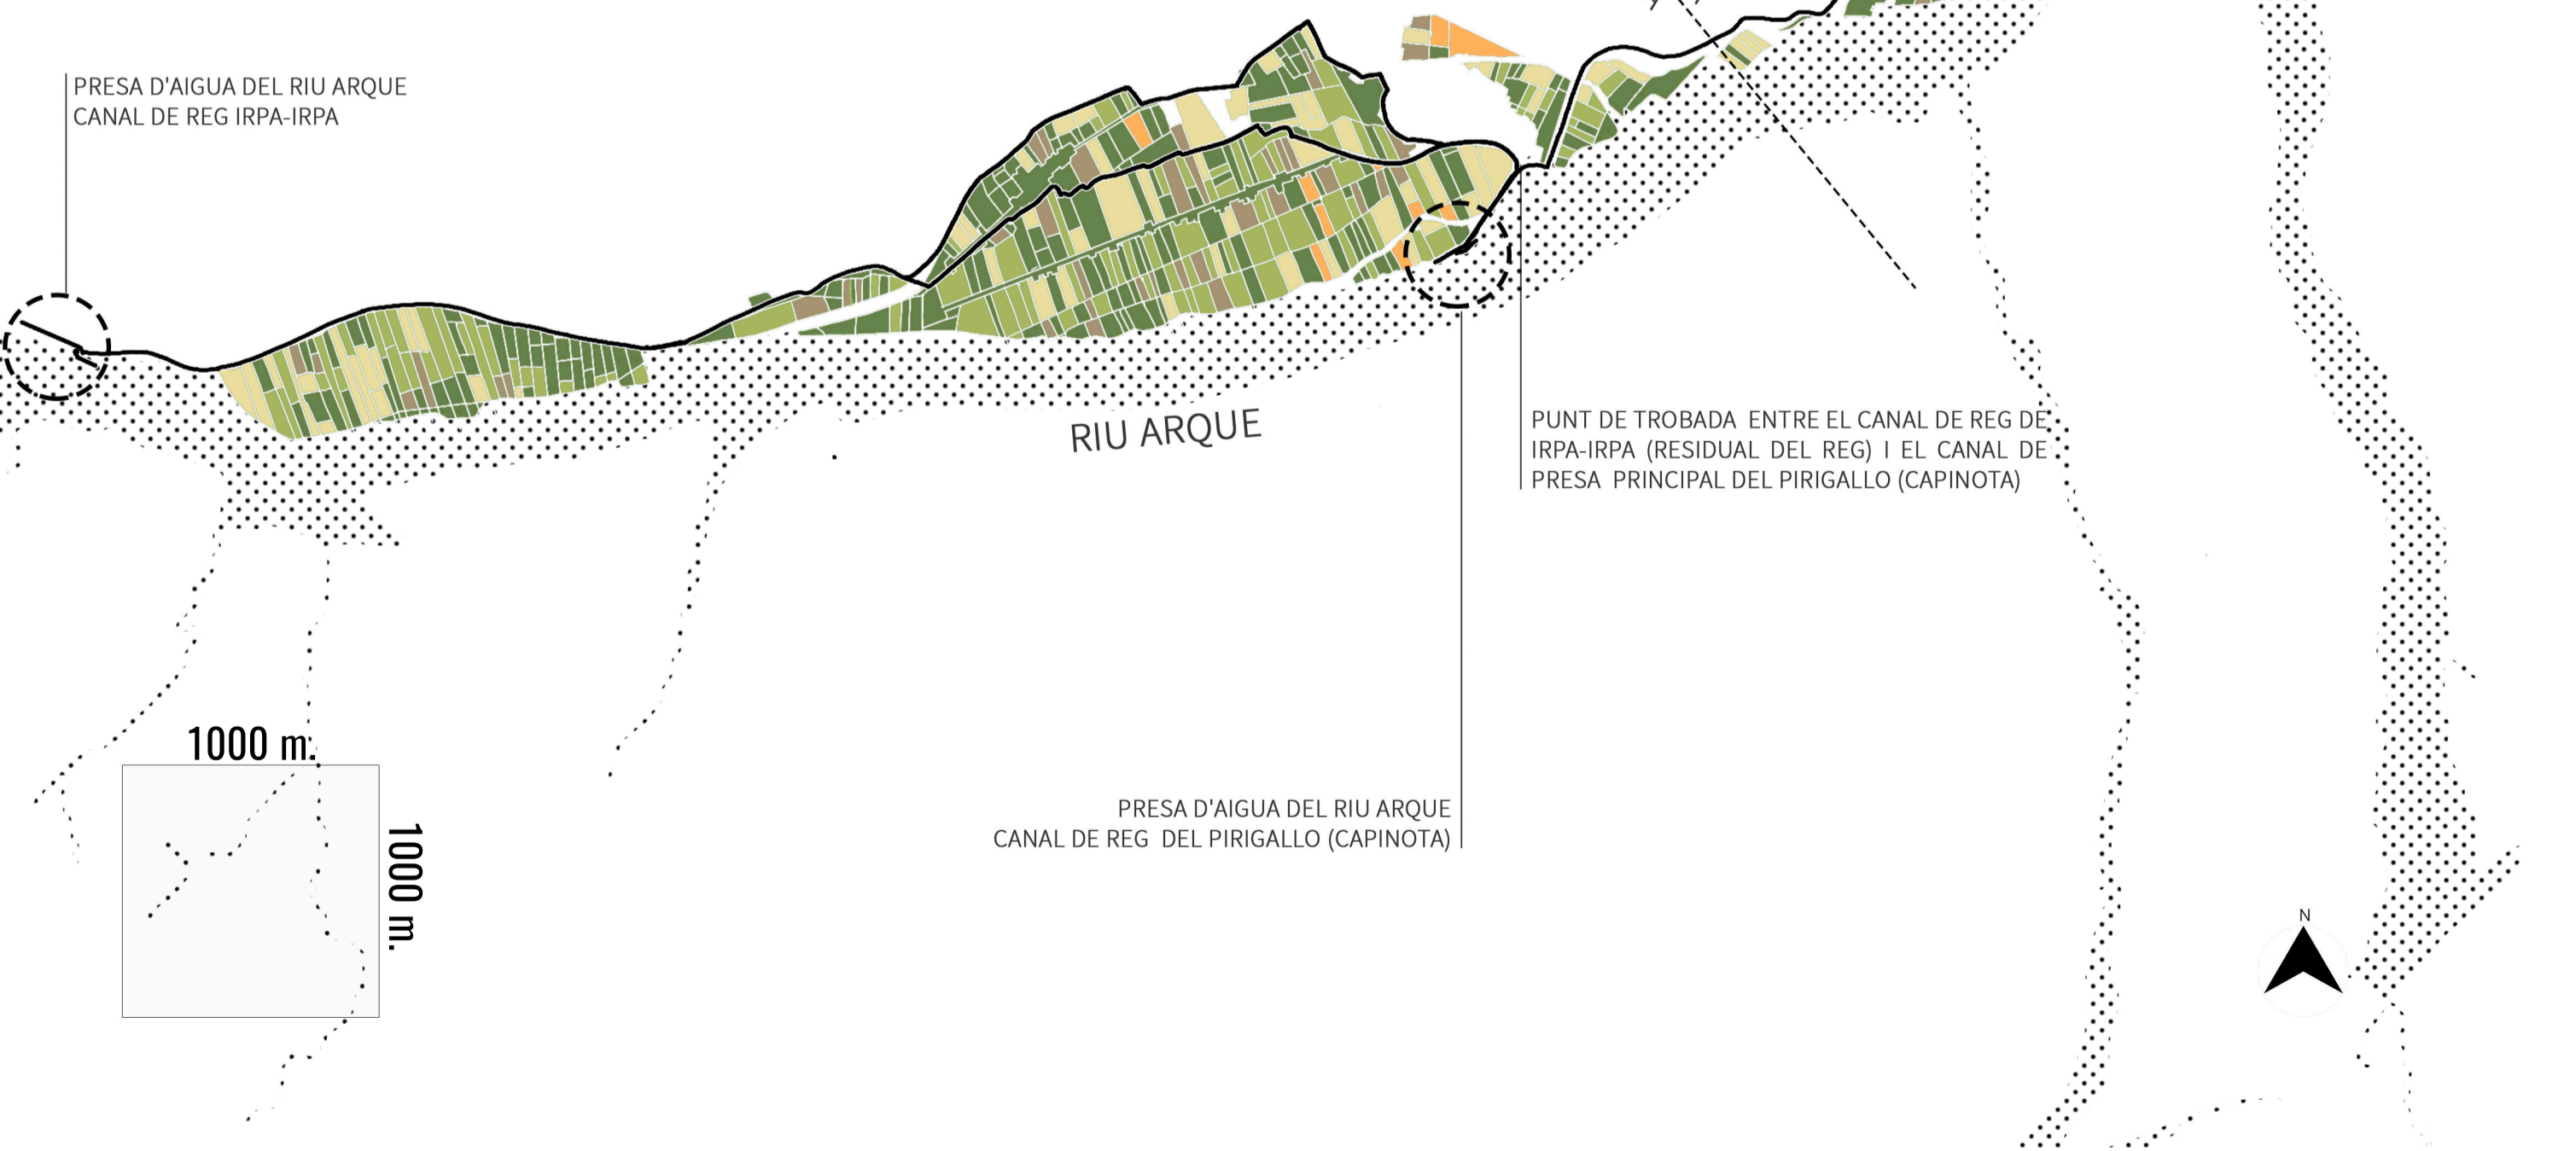 PRESA D'AIGUA DEL RIU ARQUE
CANAL DE REG IRPA-IRPA
RIU ARQUE
PUNT DE TROBADA ENTRE EL CANAL DE REG DE
IRPA-IRPA (RESIDUAL DEL REG) I EL CANAL DE
PRESA PRINCIPAL DEL PIRIGALLO (CAPINOTA)
1000 m.
1000 m.
PRESA D'AIGUA DEL RIU ARQUE
CANAL DE REG DEL PIRIGALLO (CAPINOTA)
N